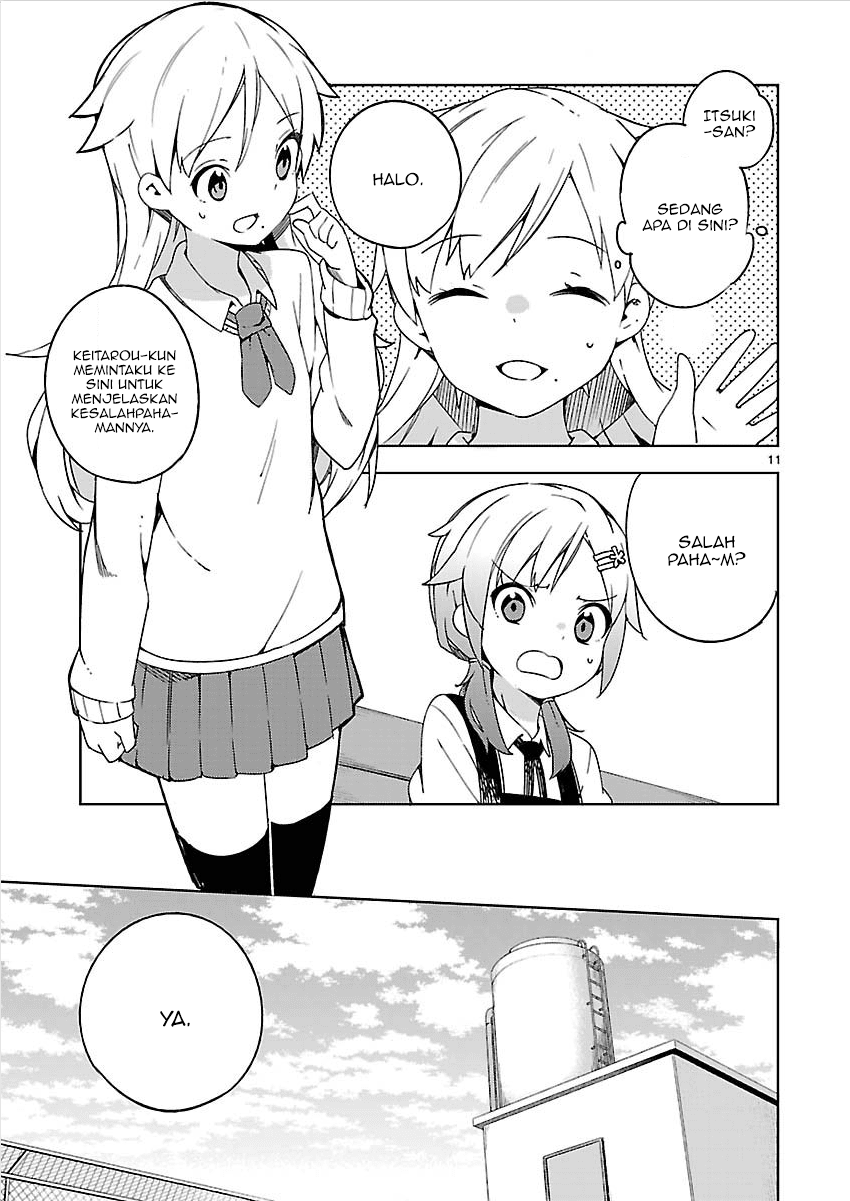 ITSUKI
-SAN?
SEDANG
APA DI SINI?
HALO.
KEITAROU-KUN
MEMINTAKU KE
SINI UNTUK
MENJELASKAN
KESALAHPAHA-
MANNYA.
11
SALAH
PAHA~M?
YA.